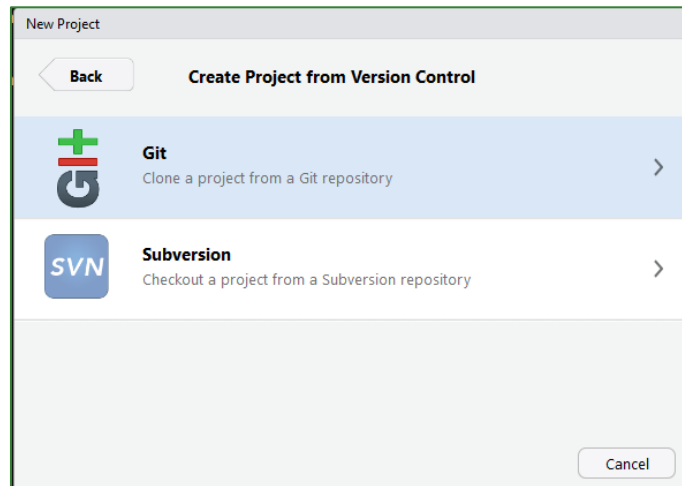 New Project
Back
Create Project from Version Control
Git
Git
Clone a project from a Git repository
SVN
Subversion
Checkout a project from a Subversion repository
Cancel